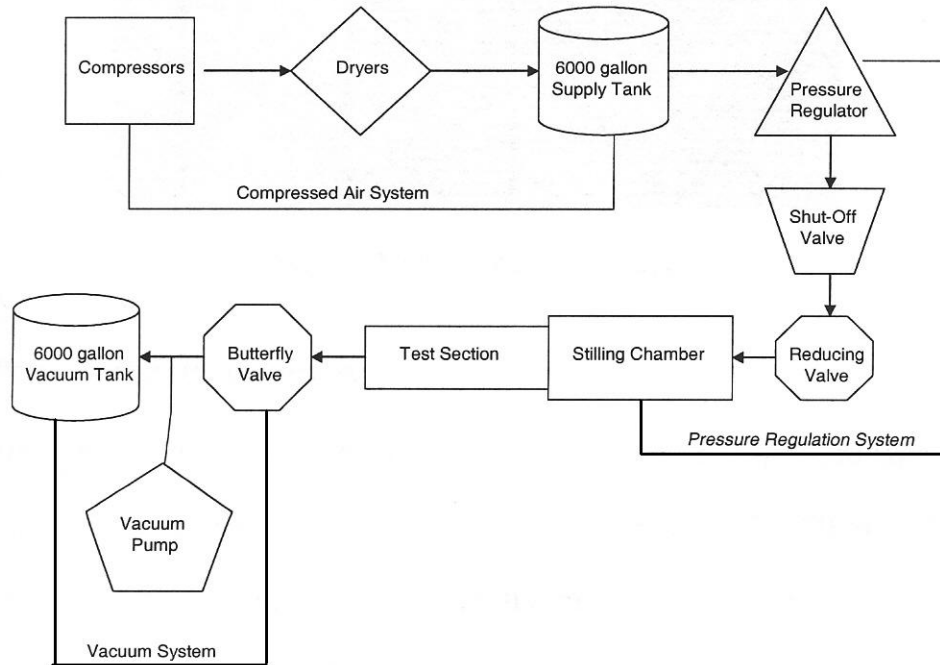 Compressors
Dryers
6000 gallon
Supply Tank
Pressure
Regulator
Compressed Air System
Shut-Off
Valve
6000 gallon
Vacuum Tank
Butterfly
Valve
Test Section
Stilling Chamber
Reducing
Valve
Pressure Regulation System
Vacuum
Pump
Vacuum System